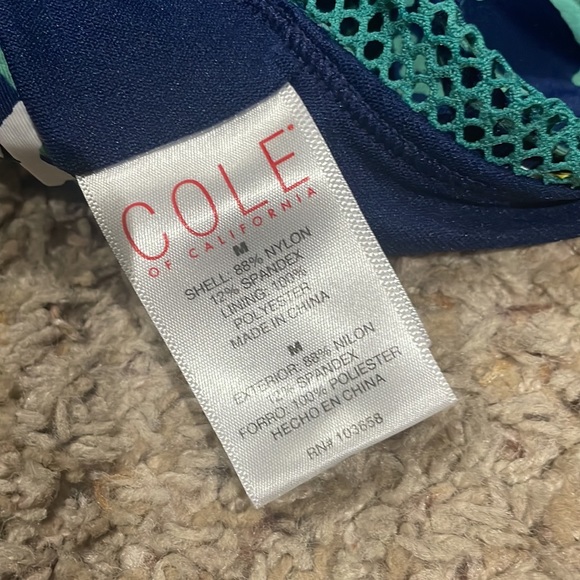 COLE
OF CALIFORNIA
M
SHELL: 88% NYLON
12% SPANDEX
LINING: 100%
POLYESTER
MADE IN CHINA
M
EXTERIOR: 88% NILON
12% SPANDEX
FORRO: 100% POLIESTER
HECHO EN CHINA
RN# 103658